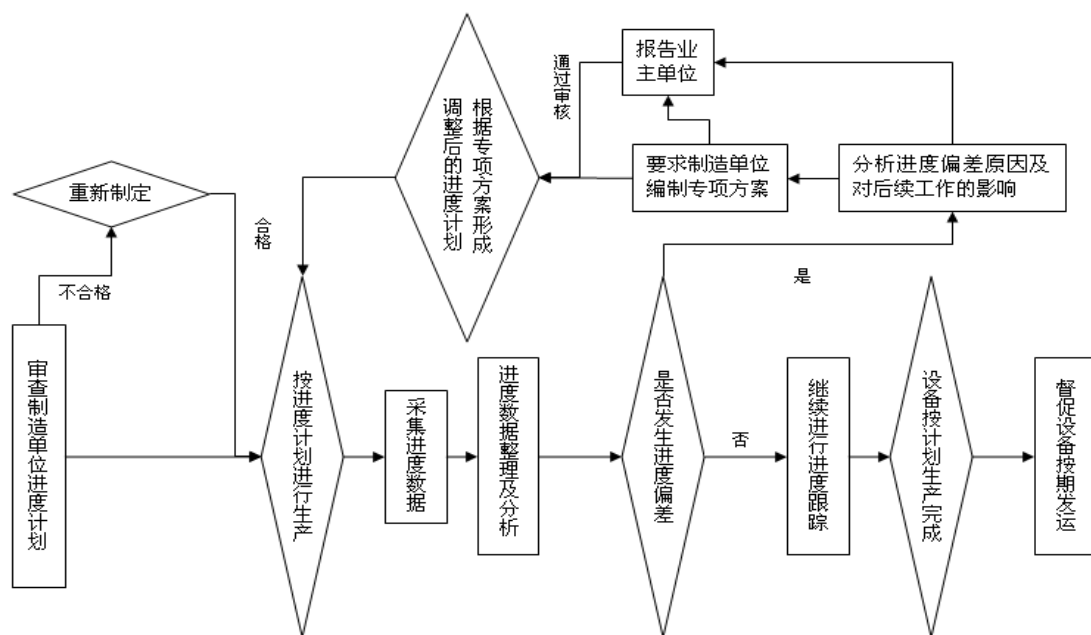 报告业
主单位
通过审核
根据专项方案形成
调整后的进度计划
要求制造单位
编制专项方案
分析进度偏差原因及
对后续工作的影响
重新制定
合格
不合格
是
审查制造单位进度计划
按进度计划进行生产
采集进度数据
进度数据整理及分析
是否发生进度偏差
否
继续进行进度跟踪
设备按计划生产完成
督促设备按期发运